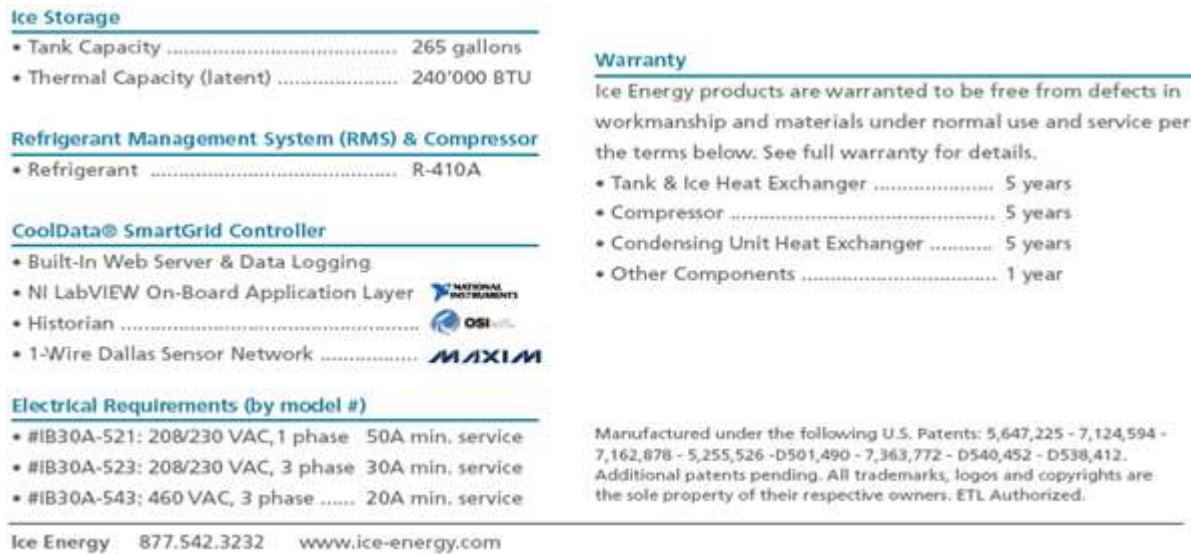 Ice Storage
• Tank Capacity ........................................ 265 gallons
• Thermal Capacity (latent) ..................... 240'000 BTU
Refrigerant Management System (RMS) & Compressor
• Refrigerant ........................................... R-410A
CoolData® SmartGrid Controller
• Built-In Web Server & Data Logging
• NI LabVIEW On-Board Application Layer NATIONAL INSTRUMENTS
• Historian .................................................... OSI
• 1-Wire Dallas Sensor Network ................. MAXIM
Electrical Requirements (by model #)
• #IB30A-521: 208/230 VAC,1 phase 50A min. service
• #IB30A-523: 208/230 VAC, 3 phase 30A min. service
• #IB30A-543: 460 VAC, 3 phase ...... 20A min. service
Warranty
Ice Energy products are warranted to be free from defects in
workmanship and materials under normal use and service per
the terms below. See full warranty for details.
• Tank & Ice Heat Exchanger ..................... 5 years
• Compressor .............................................. 5 years
• Condensing Unit Heat Exchanger ........... 5 years
• Other Components .................................. 1 year
Manufactured under the following U.S. Patents: 5,647,225 - 7,124,594 -
7,162,878 - 5,255,526 -D501,490 - 7,363,772 - D540,452 - D538,412.
Additional patents pending. All trademarks, logos and copyrights are
the sole property of their respective owners. ETL Authorized.
Ice Energy 877.542.3232 www.ice-energy.com